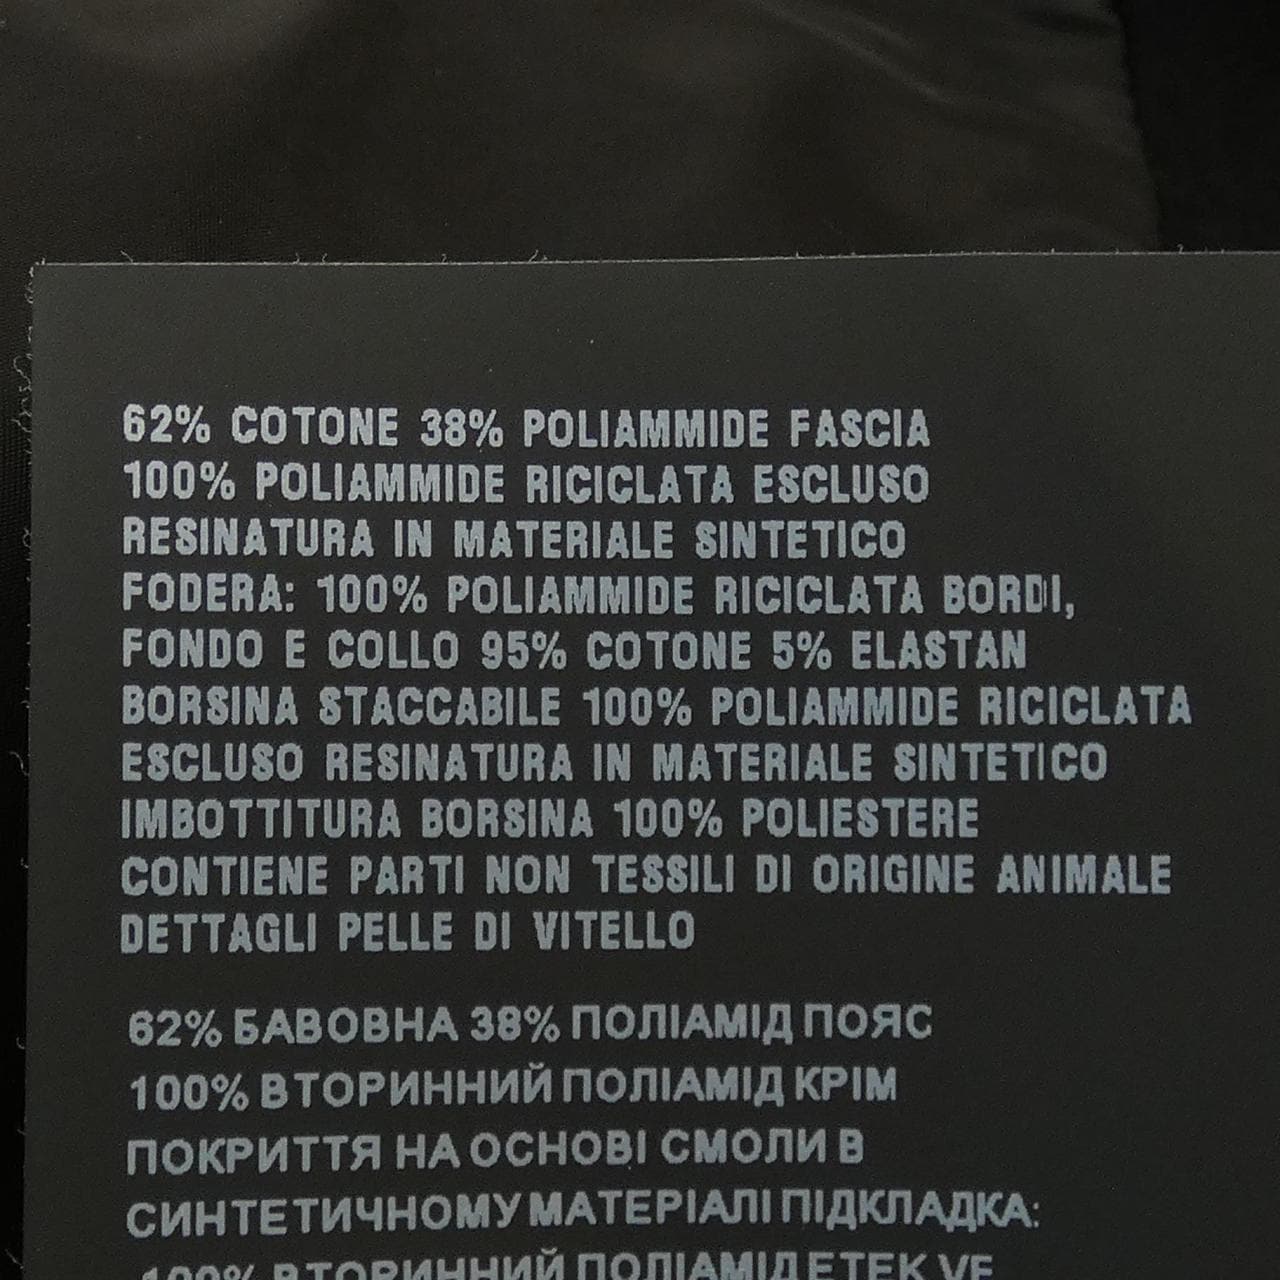 62% COTONE 38% POLIAMMIDE FASCIA
100% POLIAMMIDE RICICLATA ESCLUSO
RESINATURA IN MATERIALE SINTETICO
FODERA: 100% POLIAMMIDE RICICLATA BORDI,
FONDO E COLLO 95% COTONE 5% ELASTAN
BORSINA STACCABILE 100% POLIAMMIDE RICICLATA
ESCLUSO RESINATURA IN MATERIALE SINTETICO
IMBOTTITURA BORSINA 100% POLIESTERE
CONTIENE PARTI NON TESSILI DI ORIGINE ANIMALE
DETTAGLI PELLE DI VITELLO
62% БАВОВНА 38% ПОЛІАМІД ПОЯС
100% ВТОРИННИЙ ПОЛІАМІД КРІМ
ПОКРИТТЯ НА ОСНОВІ СМОЛИ В
СИНТЕТИЧНОМУ МАТЕРІАЛІ ПІДКЛАДКА:
100% ВТОРИННИЙ